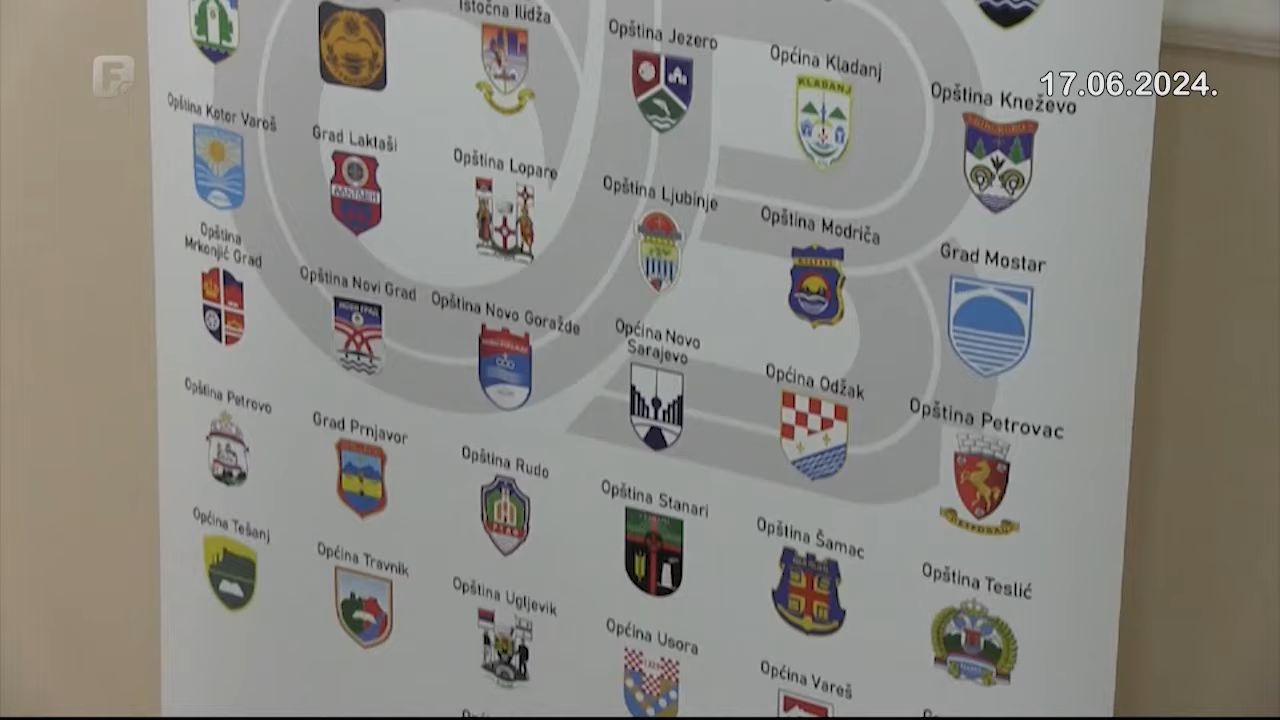 17.06.2024.
Istočna Ilidža
Opština Jezero
Općina Kladanj
KLADANJ
Opština Kneževo
Opština Kotor Varoš
Grad Laktaši
Opština Lopare
Opština Ljubinje
Opština Modriča
Grad Mostar
Opština
Mrkonjić Grad
Opština Novi Grad
Opština Novo Goražde
Općina Novo
Sarajevo
Općina Odžak
Opština Petrovac
Opština Petrovo
Grad Prnjavor
Opština Rudo
Opština Stanari
Opština Šamac
Opština Teslić
Općina Tešanj
Općina Travnik
Opština Ugljevik
Općina Usora
Općina Vareš